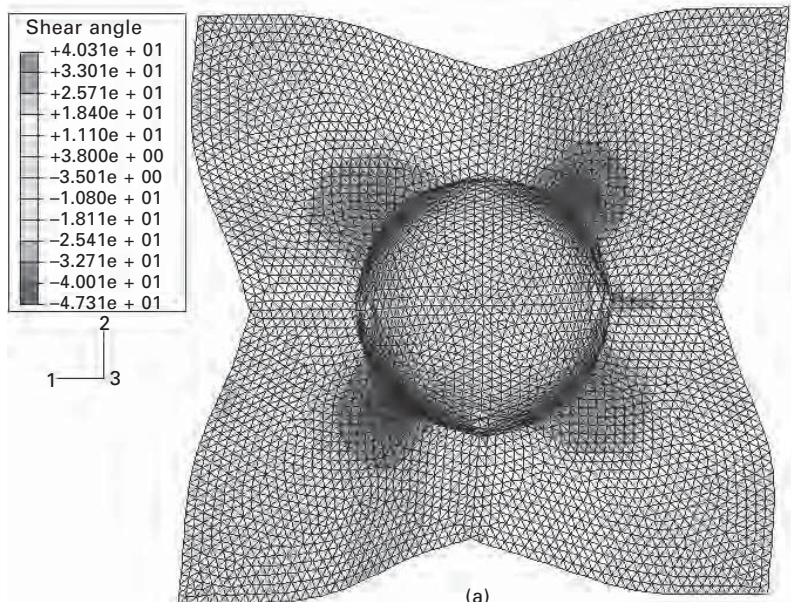 Shear angle
+4.031e + 01
+3.301e + 01
+2.571e + 01
+1.840e + 01
+1.110e + 01
+3.800e + 00
−3.501e + 00
−1.080e + 01
−1.811e + 01
−2.541e + 01
−3.271e + 01
−4.001e + 01
−4.731e + 01
2
1 3
(a)